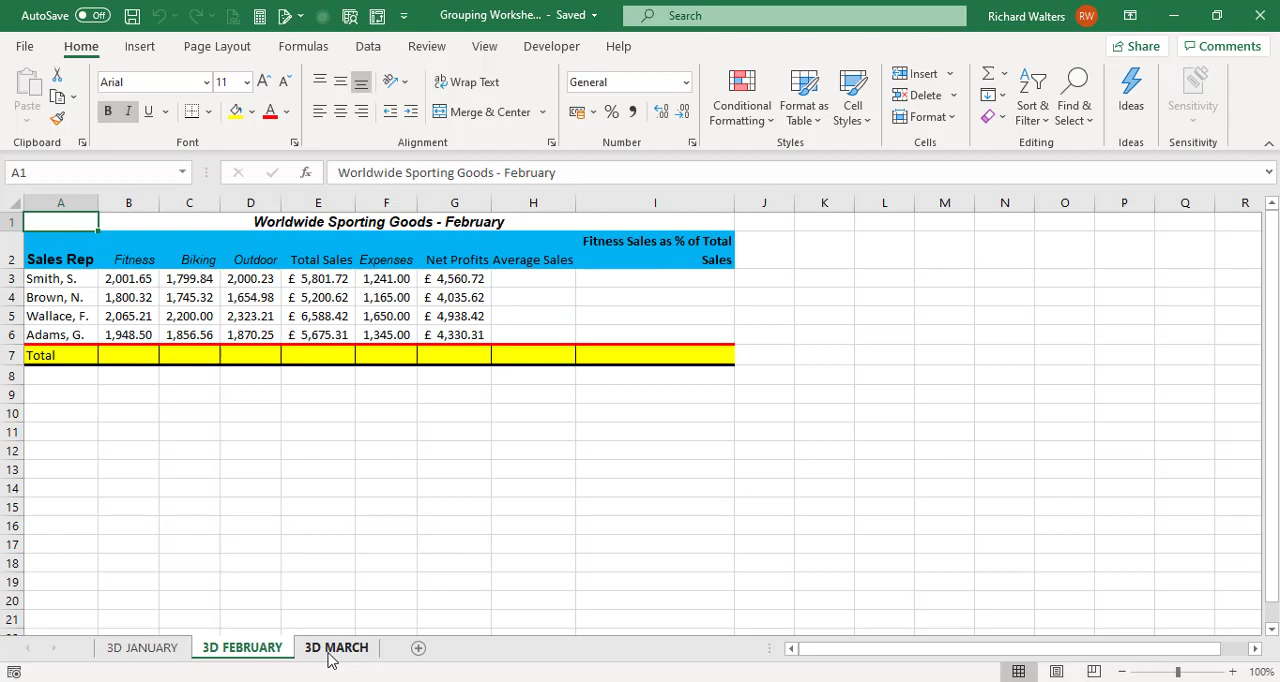 AutoSave Off Grouping Workshe... - Saved Search Richard Walters RW
File Home Insert Page Layout Formulas Data Review View Developer Help Share Comments
Arial 11 Wrap Text General Insert
Paste B I U Merge & Center % , Conditional Formatting Format as Table Cell Styles Delete Sort & Filter Find & Select Ideas Sensitivity
Format
Clipboard Font Alignment Number Styles Cells Editing Ideas Sensitivity
A1 fx Worldwide Sporting Goods - February
A B C D E F G H I J K L M N O P Q R
1 Worldwide Sporting Goods - February
2 Sales Rep Fitness Biking Outdoor Total Sales Expenses Net Profits Average Sales Fitness Sales as % of Total Sales
3 Smith, S. 2,001.65 1,799.84 2,000.23 £ 5,801.72 1,241.00 £ 4,560.72
4 Brown, N. 1,800.32 1,745.32 1,654.98 £ 5,200.62 1,165.00 £ 4,035.62
5 Wallace, F. 2,065.21 2,200.00 2,323.21 £ 6,588.42 1,650.00 £ 4,938.42
6 Adams, G. 1,948.50 1,856.56 1,870.25 £ 5,675.31 1,345.00 £ 4,330.31
7 Total
8
9
10
11
12
13
14
15
16
17
18
19
20
21
3D JANUARY 3D FEBRUARY 3D MARCH
100%